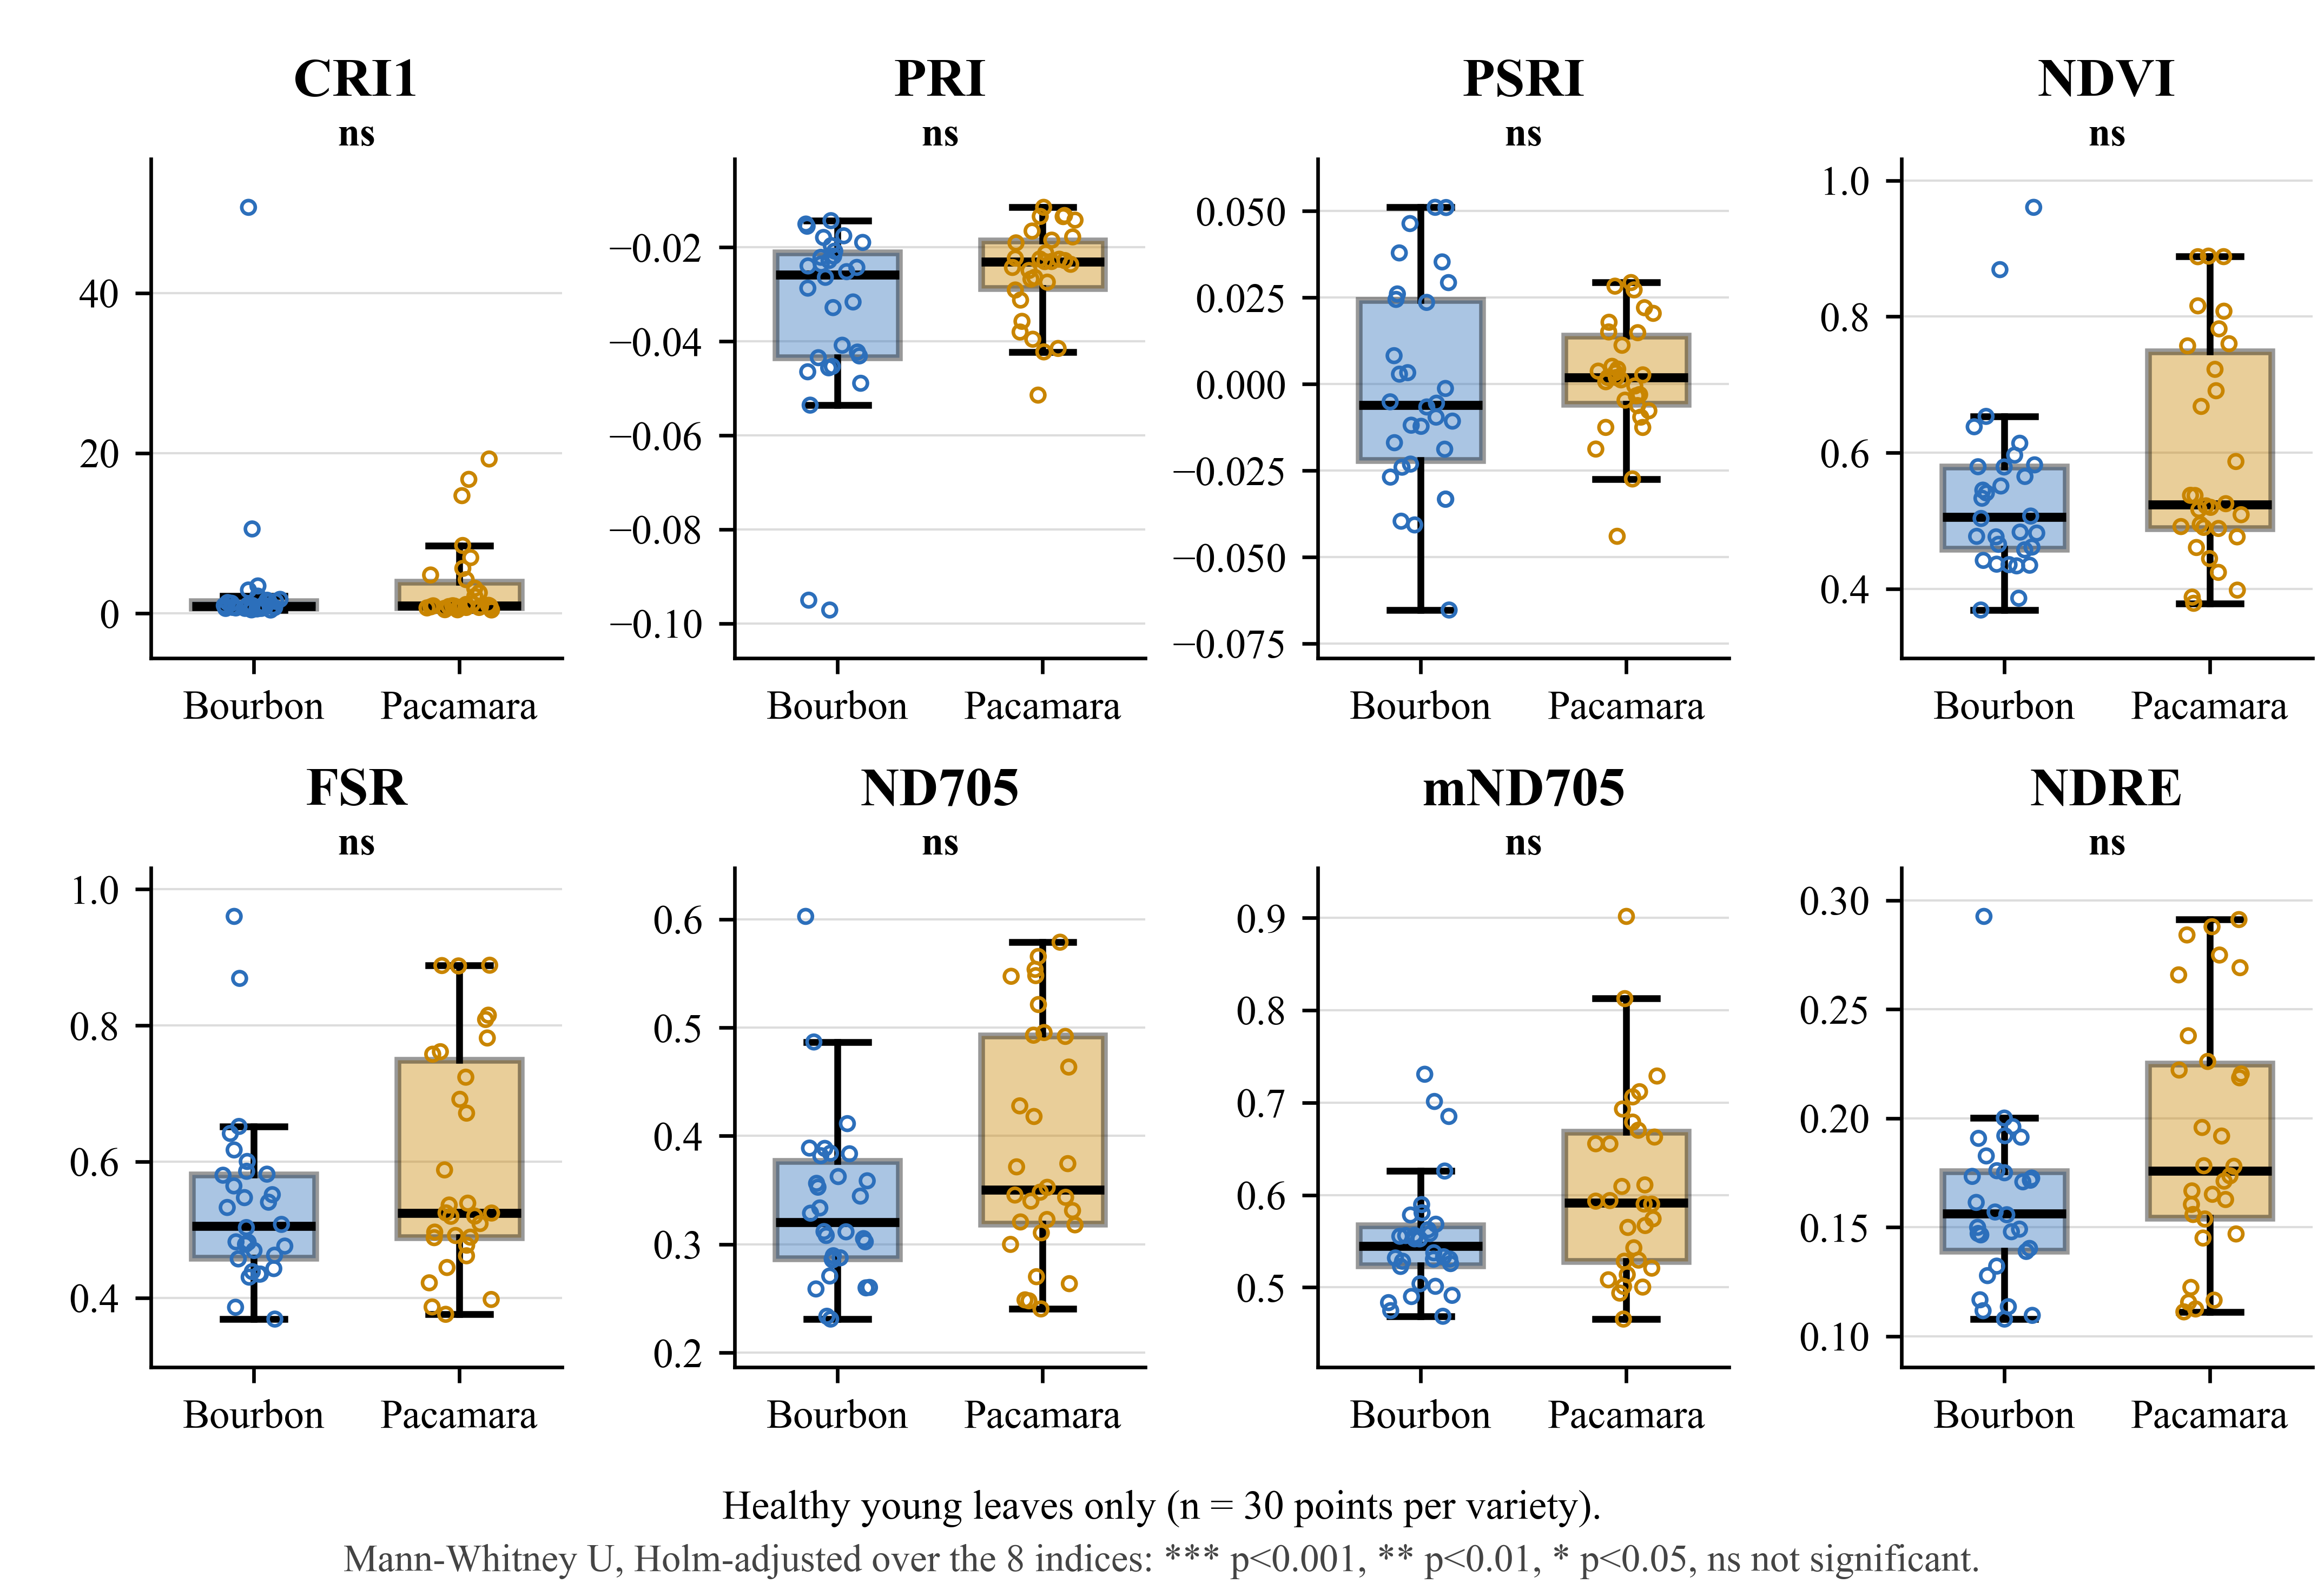 CRI1
PRI
PSRI
NDVI
ns
ns
ns
ns
40
20
0
−0.02
−0.04
−0.06
−0.08
−0.10
0.050
0.025
0.000
−0.025
−0.050
−0.075
1.0
0.8
0.6
0.4
Bourbon Pacamara
Bourbon Pacamara
Bourbon Pacamara
Bourbon Pacamara
FSR
ND705
mND705
NDRE
ns
ns
ns
ns
1.0
0.8
0.6
0.4
0.6
0.5
0.4
0.3
0.2
0.9
0.8
0.7
0.6
0.5
0.30
0.25
0.20
0.15
0.10
Bourbon Pacamara
Bourbon Pacamara
Bourbon Pacamara
Bourbon Pacamara
Healthy young leaves only (n = 30 points per variety).
Mann-Whitney U, Holm-adjusted over the 8 indices: *** p<0.001, ** p<0.01, * p<0.05, ns not significant.